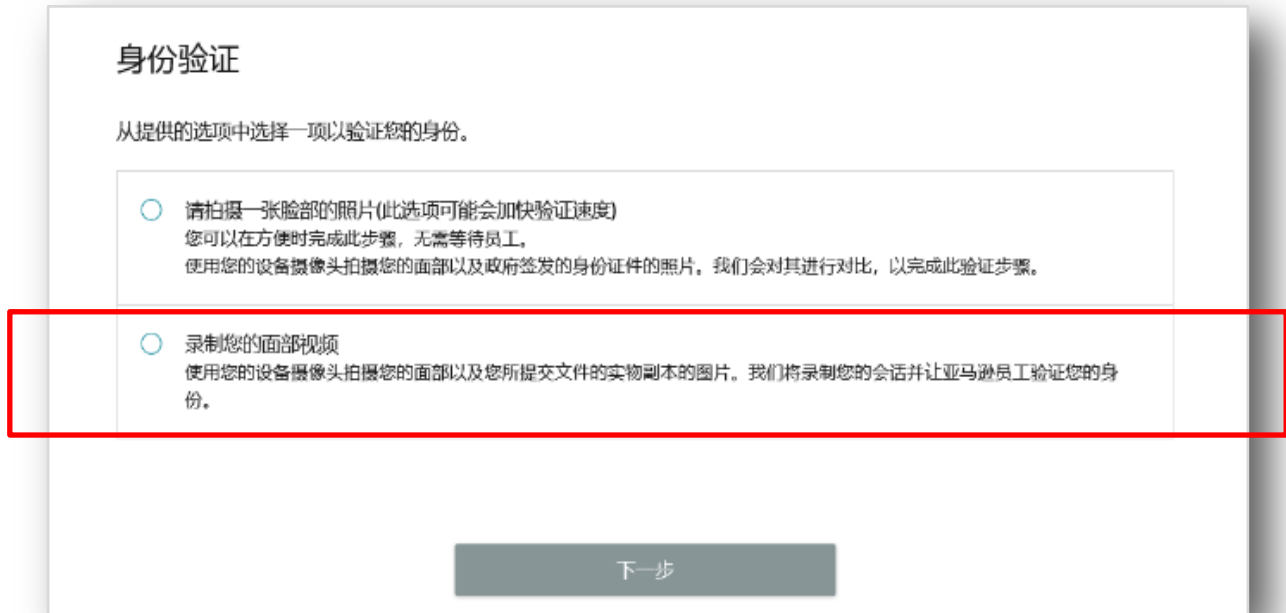 身份验证
从提供的选项中选择一项以验证您的身份。
请拍摄一张脸部的照片(此选项可能会加快验证速度)
您可以在方便时完成此步骤，无需等待员工。
使用您的设备摄像头拍摄您的面部以及政府签发的身份证件的照片。我们会对其进行对比，以完成此验证步骤。
录制您的面部视频
使用您的设备摄像头拍摄您的面部以及您所提交文件的实物副本的图片。我们将录制您的会话并让亚马逊员工验证您的身
份。
下一步